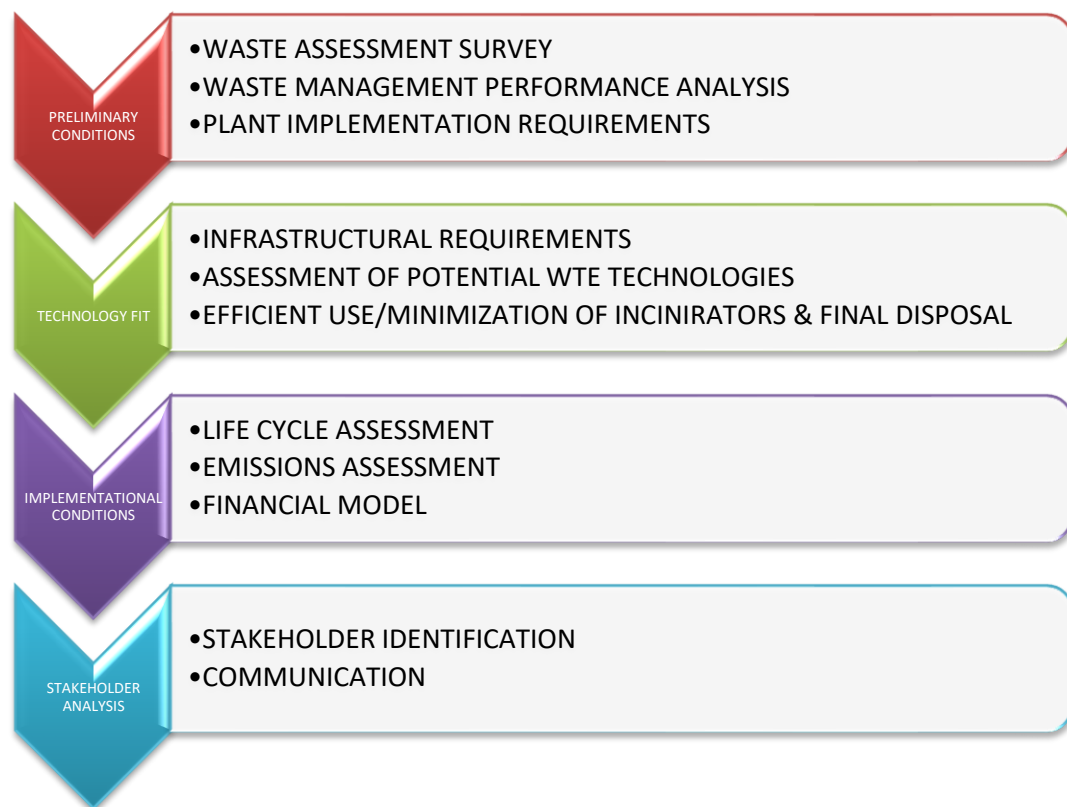 PRELIMINARY
CONDITIONS
•WASTE ASSESSMENT SURVEY
•WASTE MANAGEMENT PERFORMANCE ANALYSIS
•PLANT IMPLEMENTATION REQUIREMENTS
TECHNOLOGY FIT
•INFRASTRUCTURAL REQUIREMENTS
•ASSESSMENT OF POTENTIAL WTE TECHNOLOGIES
•EFFICIENT USE/MINIMIZATION OF INCINIRATORS & FINAL DISPOSAL
IMPLEMENTATIONAL
CONDITIONS
•LIFE CYCLE ASSESSMENT
•EMISSIONS ASSESSMENT
•FINANCIAL MODEL
STAKEHOLDER
ANALYSIS
•STAKEHOLDER IDENTIFICATION
•COMMUNICATION